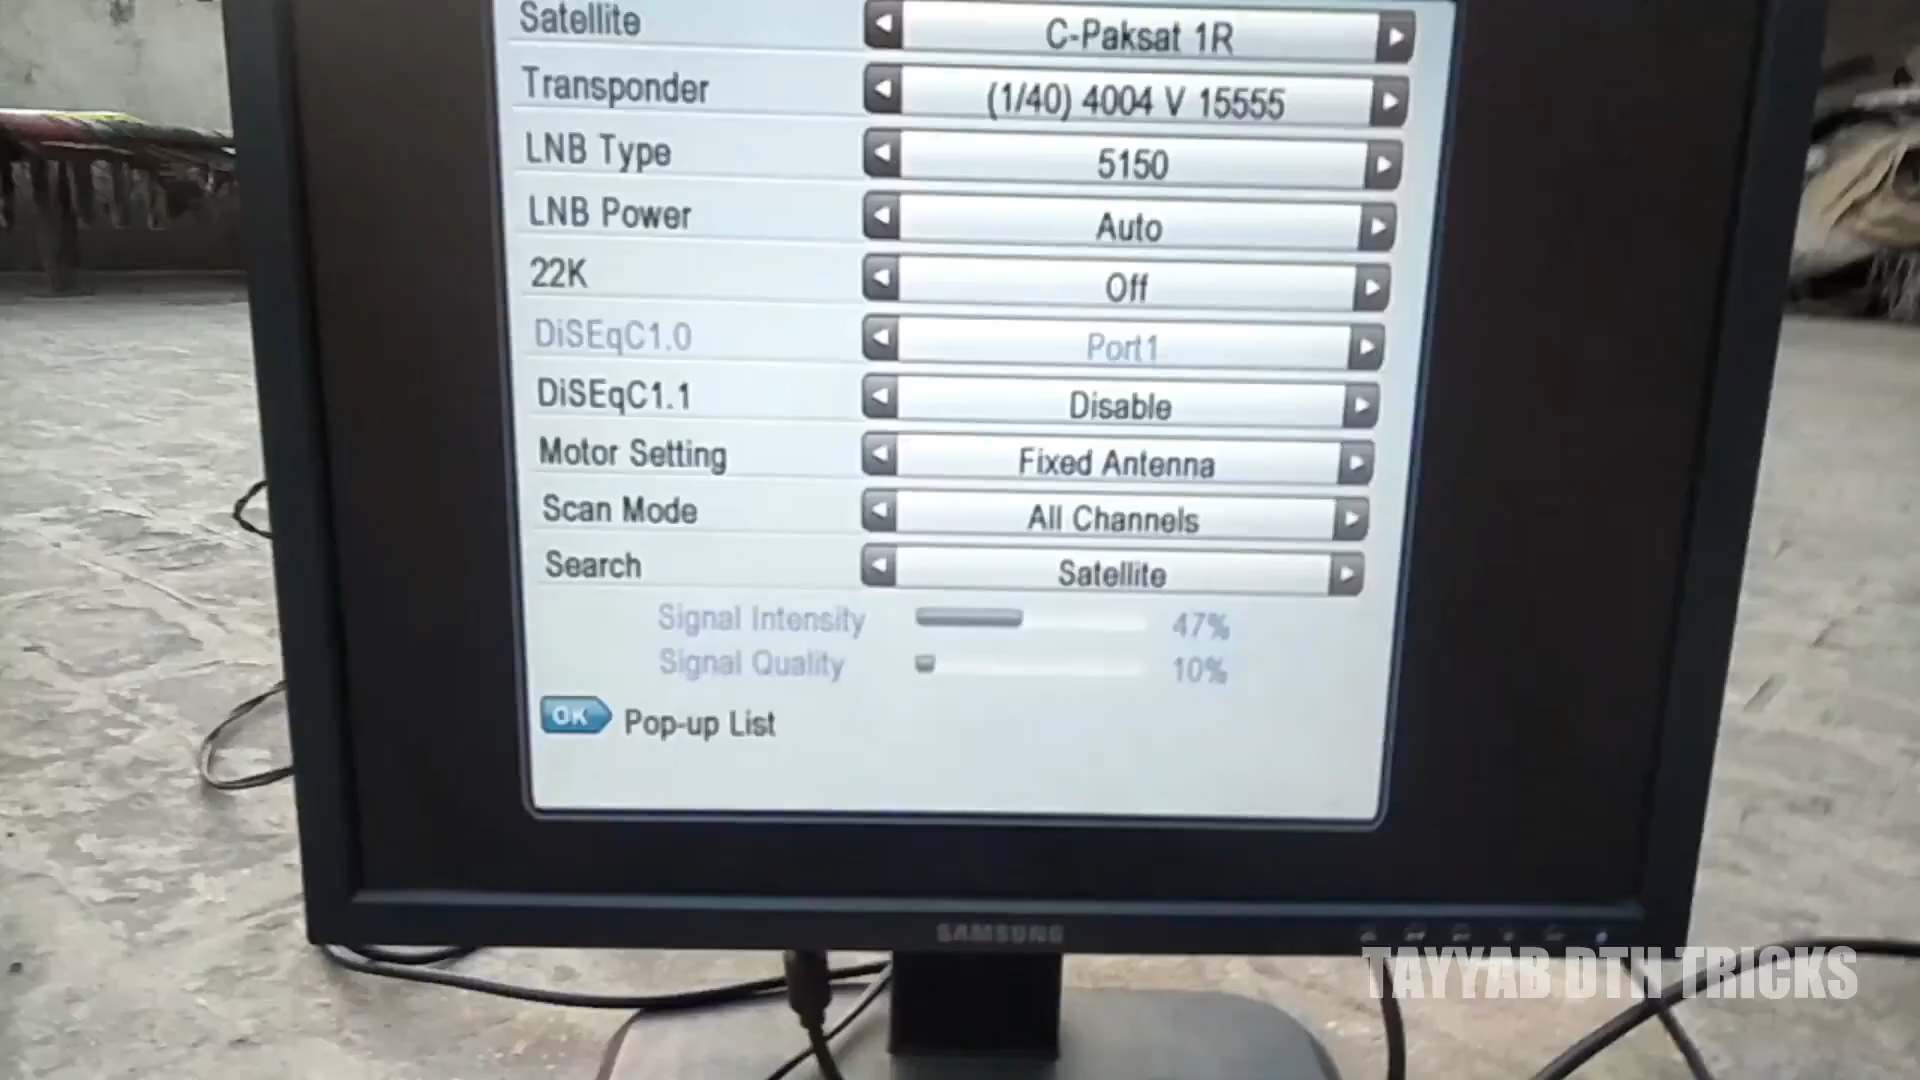 Satellite C-Paksat 1R
Transponder (1/40) 4004 V 15555
LNB Type 5150
LNB Power Auto
22K Off
DiSEqC1.0 Port1
DiSEqC1.1 Disable
Motor Setting Fixed Antenna
Scan Mode All Channels
Search Satellite
Signal Intensity 47%
Signal Quality 10%
OK Pop-up List
SAMSUNG
TAYYAB DTH TRICKS